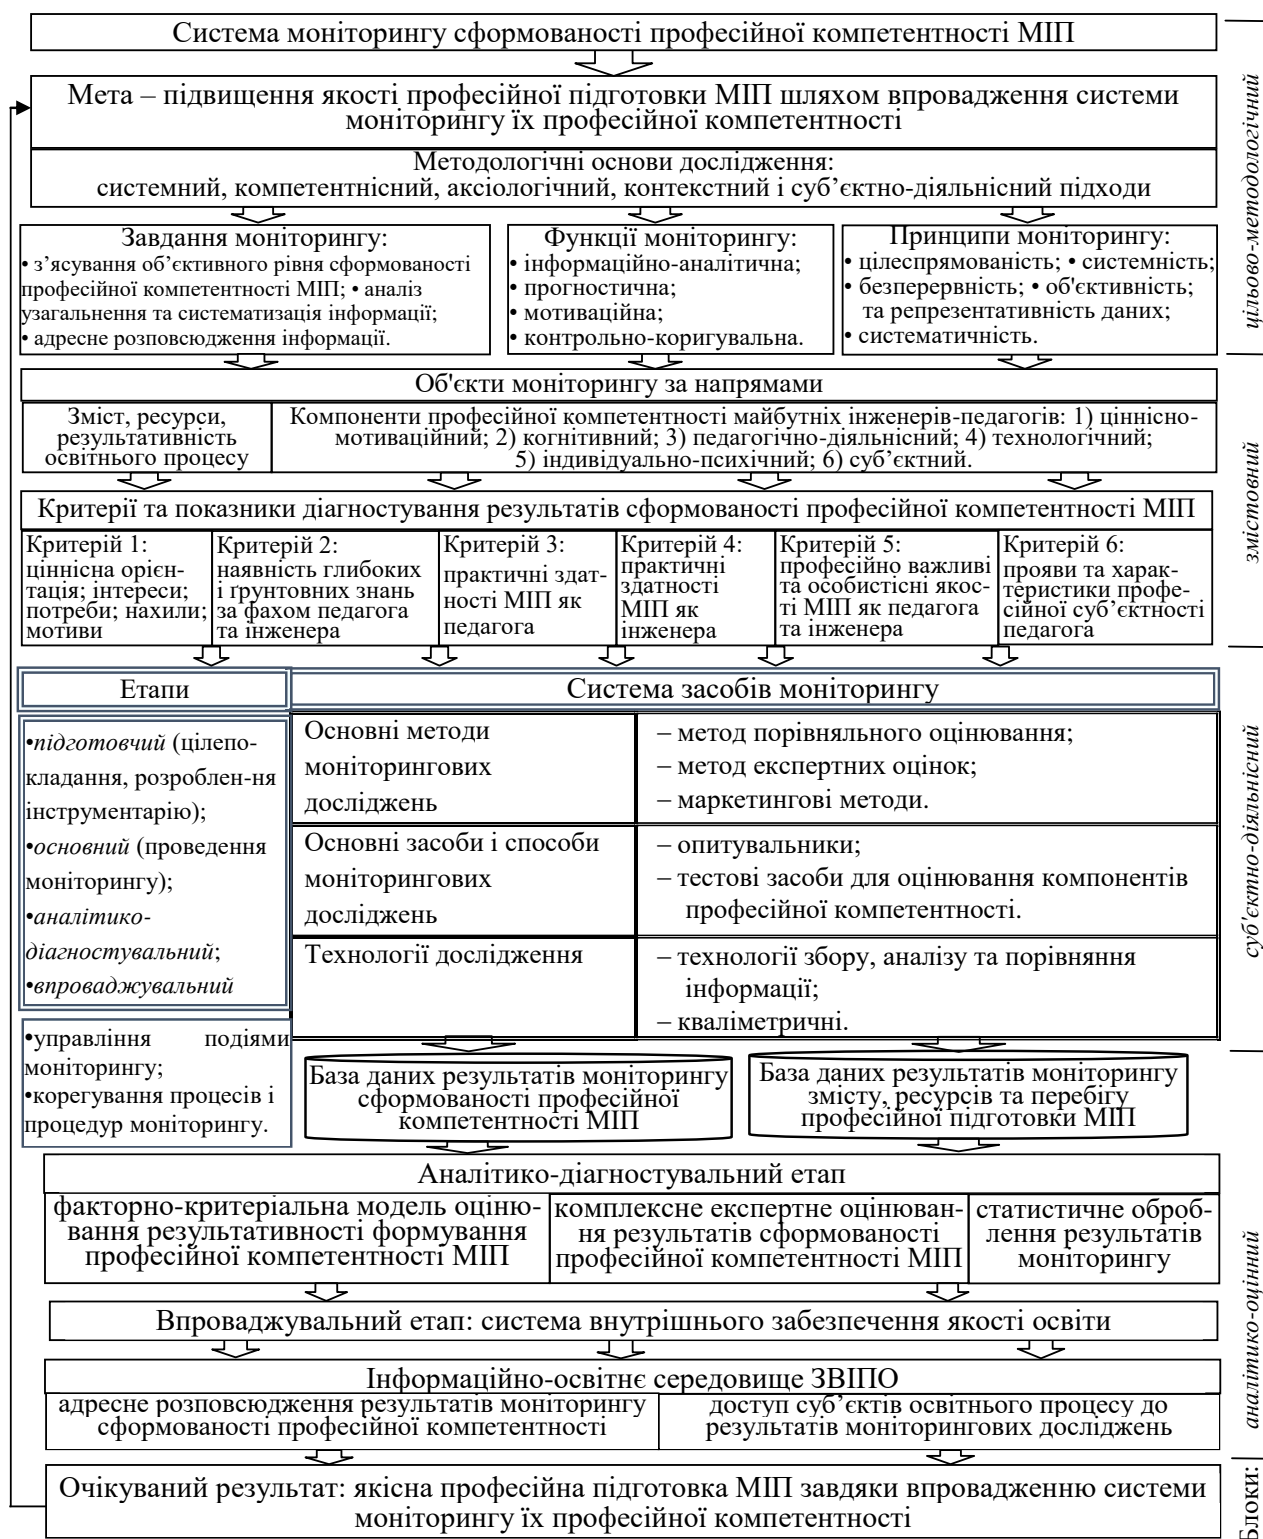 Система моніторингу сформованості професійної компетентності МІП
Мета – підвищення якості професійної підготовки МІП шляхом впровадження системи
моніторингу їх професійної компетентності
Методологічні основи дослідження:
системний, компетентнісний, аксіологічний, контекстний і суб’єктно-діяльнісний підходи
Завдання моніторингу:
• з’ясування об’єктивного рівня сформованості
професійної компетентності МІП; • аналіз
узагальнення та систематизація інформації;
• адресне розповсюдження інформації.
Функції моніторингу:
• інформаційно-аналітична;
• прогностична;
• мотиваційна;
• контрольно-коригувальна.
Принципи моніторингу:
• цілеспрямованість; • системність;
• безперервність; • об'єктивність;
та репрезентативність даних;
• систематичність.
цільово-методологічний
Об'єкти моніторингу за напрямами
Зміст, ресурси,
результативність
освітнього процесу
Компоненти професійної компетентності майбутніх інженерів-педагогів: 1) ціннісно-
мотиваційний; 2) когнітивний; 3) педагогічно-діяльнісний; 4) технологічний;
5) індивідуально-психічний; 6) суб’єктний.
Критерії та показники діагностування результатів сформованості професійної компетентності МІП
Критерій 1:
ціннісна орієн-
тація; інтереси;
потреби; нахили;
мотиви
Критерій 2:
наявність глибоких
і ґрунтовних знань
за фахом педагога
та інженера
Критерій 3:
практичні здат-
ності МІП як
педагога
Критерій 4:
практичні
здатності
МІП як
інженера
Критерій 5:
професійно важливі
та особистісні якос-
ті МІП як педагога
та інженера
Критерій 6:
прояви та харак-
теристики профе-
сійної суб’єктності
педагога
змістовний
Етапи
•підготовчий (цілепо-
кладання, розроблен-ня
інструментарію);
•основний (проведення
моніторингу);
•аналітико-
діагностувальний;
•впроваджувальний
•управління подіями
моніторингу;
•корегування процесів і
процедур моніторингу.
Система засобів моніторингу
Основні методи
моніторингових
досліджень
– метод порівняльного оцінювання;
– метод експертних оцінок;
– маркетингові методи.
Основні засоби і способи
моніторингових
досліджень
– опитувальники;
– тестові засоби для оцінювання компонентів
професійної компетентності.
Технології дослідження
– технології збору, аналізу та порівняння
інформації;
– кваліметричні.
суб'єктно-діяльнісний
База даних результатів моніторингу
сформованості професійної
компетентності МІП
База даних результатів моніторингу
змісту, ресурсів та перебігу
професійної підготовки МІП
Аналітико-діагностувальний етап
факторно-критеріальна модель оціню-
вання результативності формування
професійної компетентності МІП
комплексне експертне оцінюван-
ня результатів сформованості
професійної компетентності МІП
статистичне оброб-
лення результатів
моніторингу
Впроваджувальний етап: система внутрішнього забезпечення якості освіти
Інформаційно-освітнє середовище ЗВІПО
адресне розповсюдження результатів моніторингу
сформованості професійної компетентності
доступ суб’єктів освітнього процесу до
результатів моніторингових досліджень
аналітико-оцінний
Очікуваний результат: якісна професійна підготовка МІП завдяки впровадженню системи
моніторингу їх професійної компетентності
Блоки: